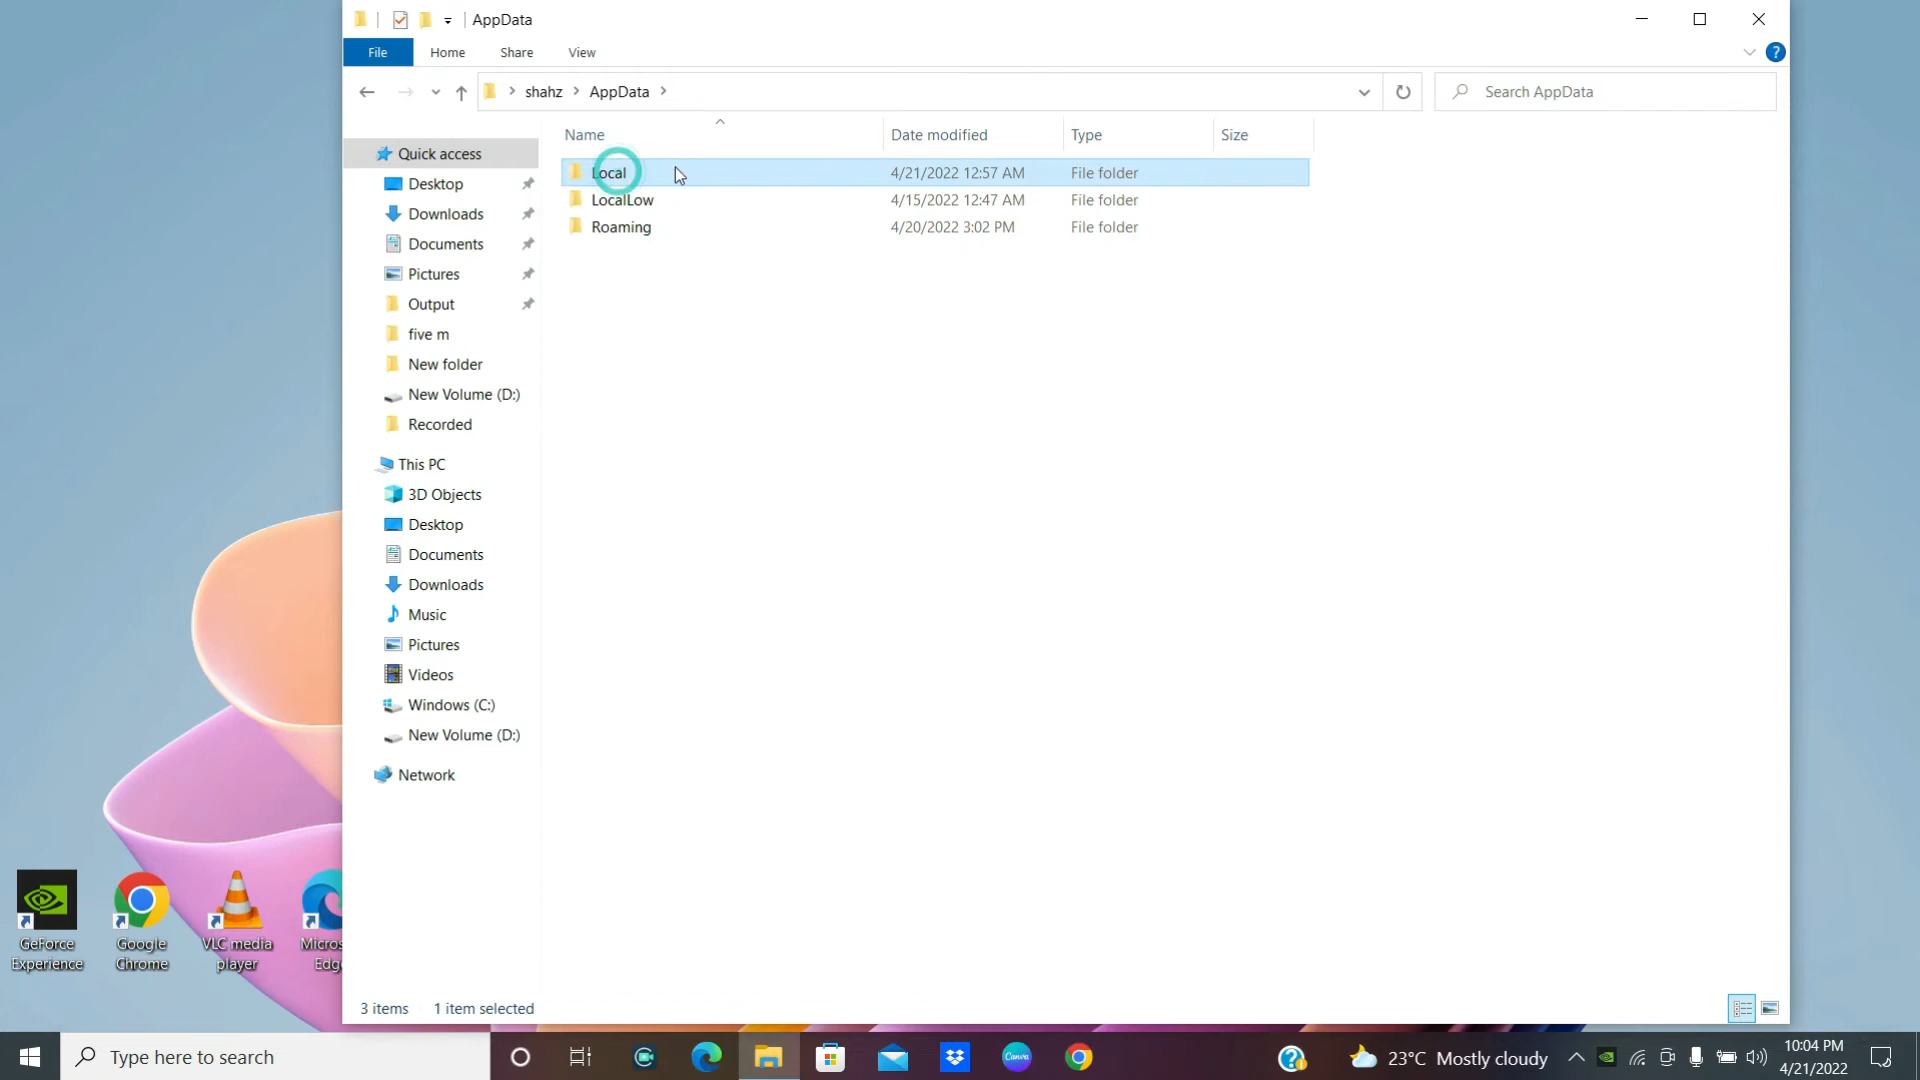 AppData
File Home Share View
shahz AppData
Search AppData
Name Date modified Type Size
Quick access
Desktop
Downloads
Documents
Pictures
Output
five m
New folder
New Volume (D:)
Recorded
This PC
3D Objects
Desktop
Documents
Downloads
Music
Pictures
Videos
Windows (C:)
New Volume (D:)
Network
Local 4/21/2022 12:57 AM File folder
LocalLow 4/15/2022 12:47 AM File folder
Roaming 4/20/2022 3:02 PM File folder
GeForce
Experience
Google
Chrome
VLC media
player
Micros
Edg
3 items 1 item selected
Type here to search
Canva
23°C Mostly cloudy
10:04 PM
4/21/2022